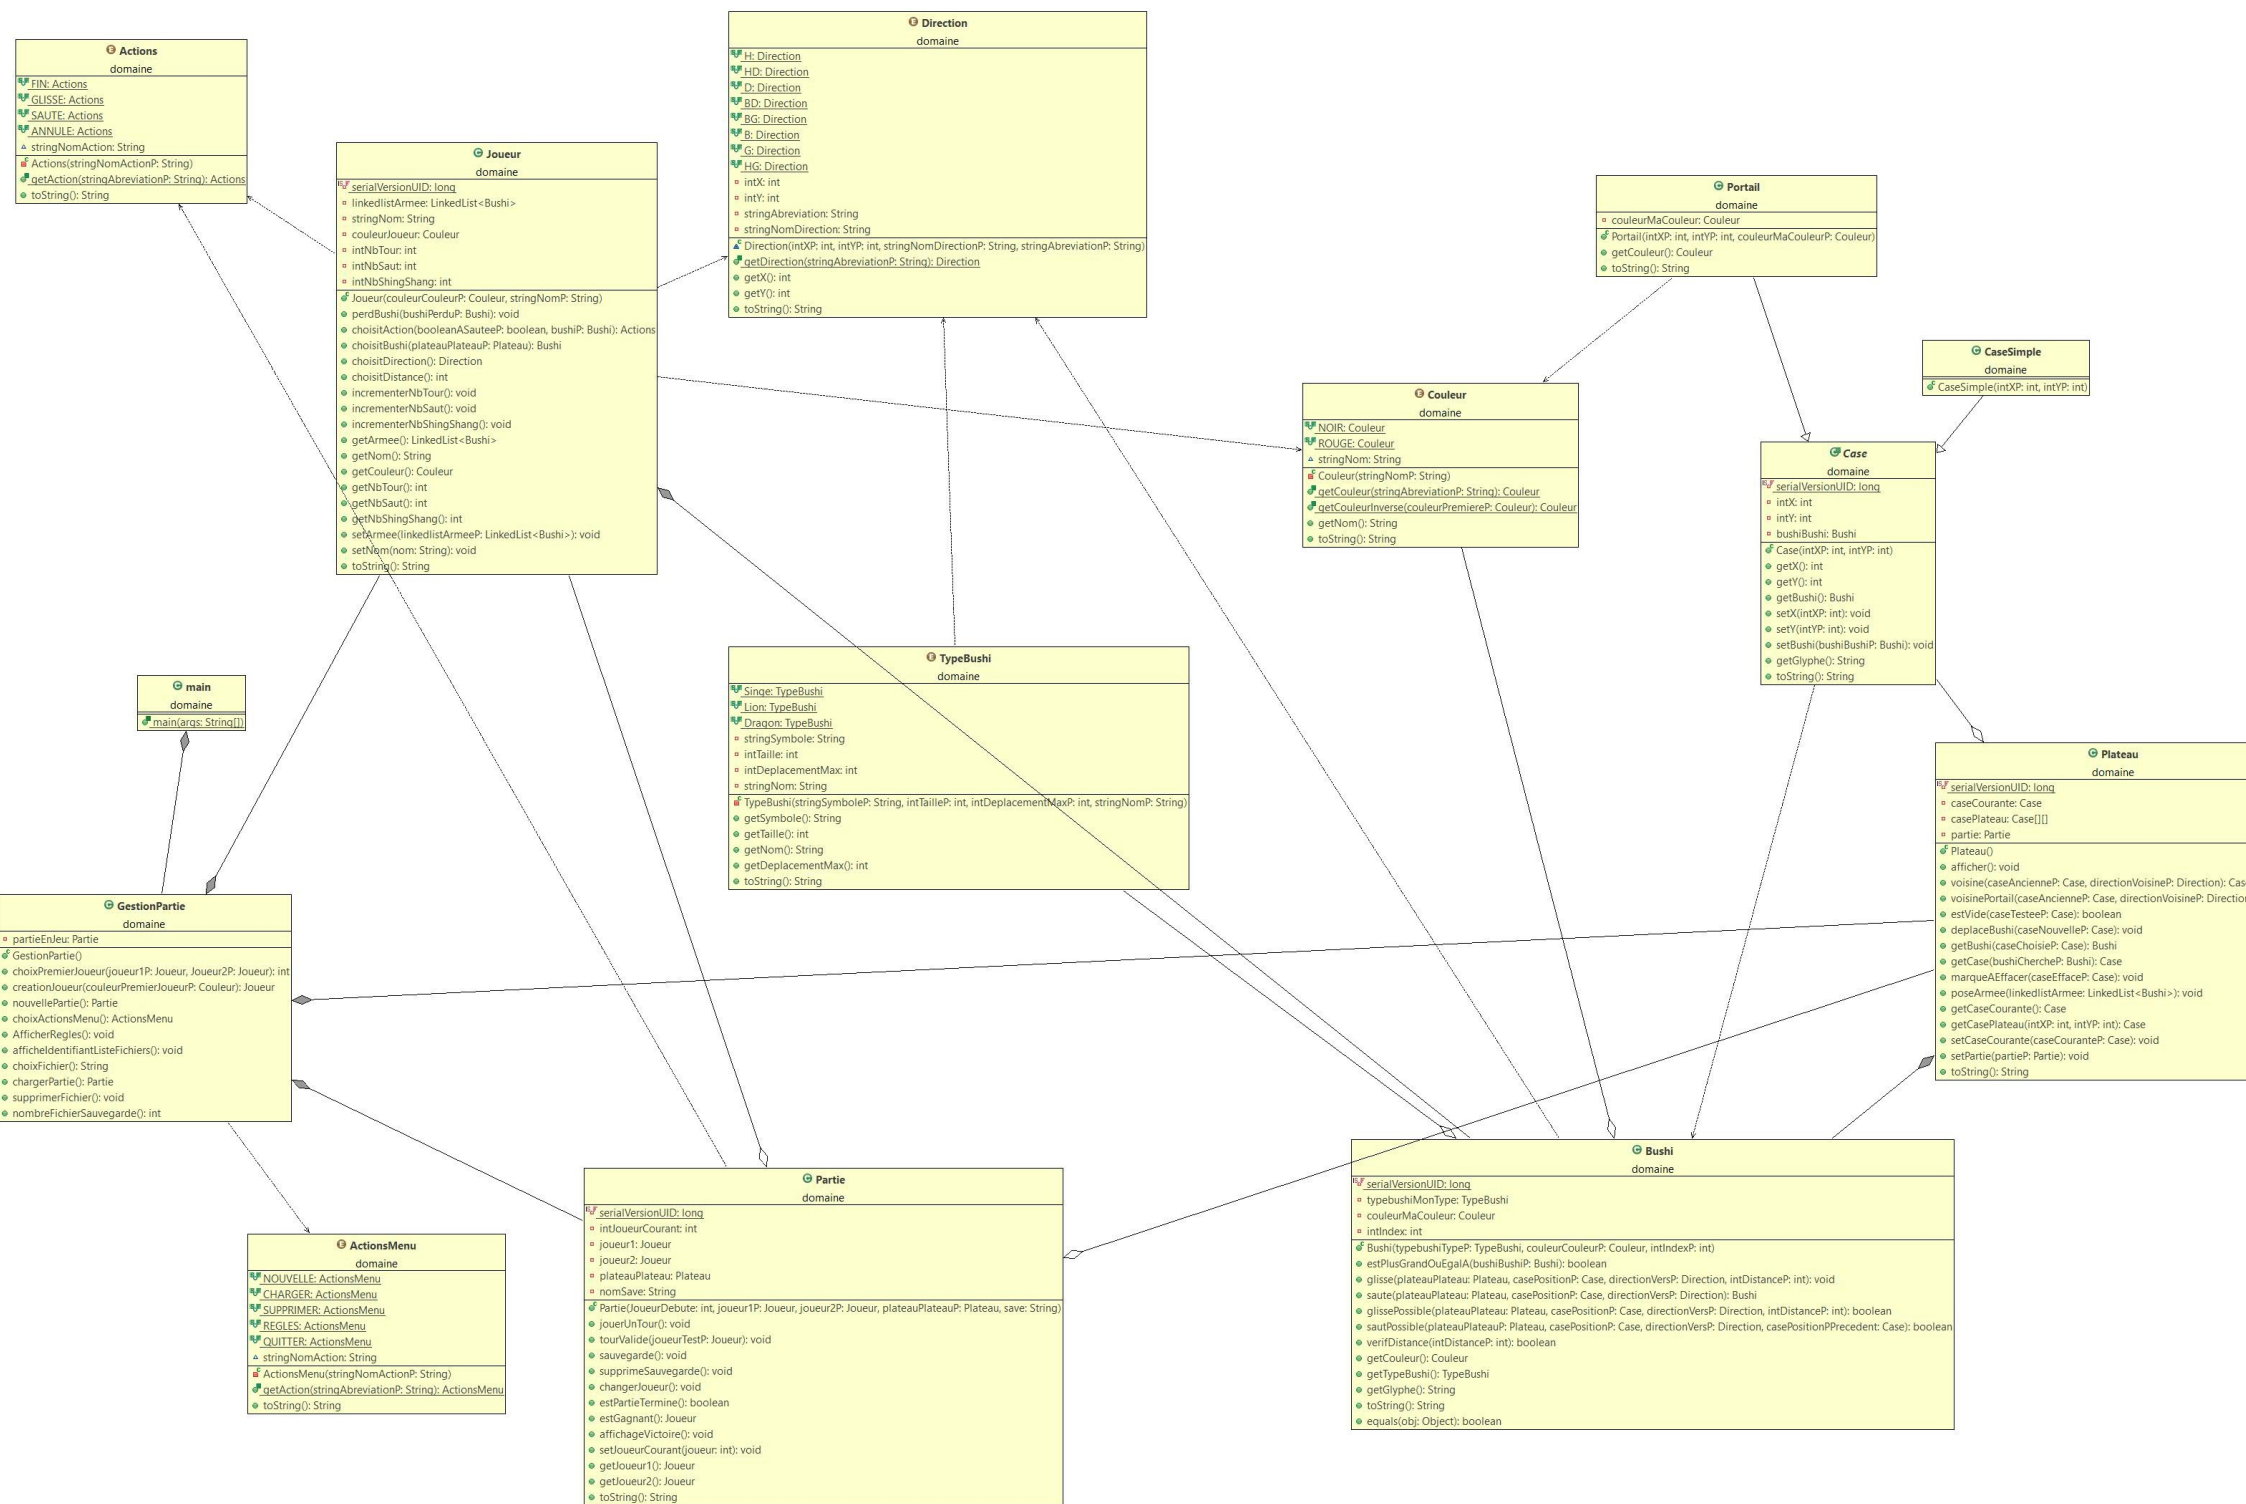 Actions
domaine
FIN: Actions
GLISSE: Actions
SAUTE: Actions
ANNULE: Actions
stringNomAction: String
Actions(stringNomActionP: String)
getAction(stringAbreviationP: String): Actions
toString(): String
Joueur
domaine
serialVersionUID: long
linkedlistArmee: LinkedList<Bushi>
stringNom: String
couleurJoueur: Couleur
intNbTour: int
intNbSaut: int
intNbShingShang: int
Joueur(couleurCouleurP: Couleur, stringNomP: String)
perdBushi(bushiPerduP: Bushi): void
choisitAction(booleanASauteeP: boolean, bushiP: Bushi): Actions
choisitBushi(plateauPlateauP: Plateau): Bushi
choisitDirection(): Direction
choisitDistance(): int
incrementerNbTour(): void
incrementerNbSaut(): void
incrementerNbShingShang(): void
getArmee(): LinkedList<Bushi>
getNom(): String
getCouleur(): Couleur
getNbTour(): int
getNbSaut(): int
getNbShingShang(): int
setArmee(linkedlistArmeeP: LinkedList<Bushi>): void
setNom(nom: String): void
toString(): String
Direction
domaine
H: Direction
HD: Direction
D: Direction
BD: Direction
BG: Direction
B: Direction
G: Direction
HG: Direction
intX: int
intY: int
stringAbreviation: String
stringNomDirection: String
Direction(intXP: int, intYP: int, stringNomDirectionP: String, stringAbreviationP: String)
getDirection(stringAbreviationP: String): Direction
getX(): int
getY(): int
toString(): String
Portail
domaine
couleurMaCouleur: Couleur
Portail(intXP: int, intYP: int, couleurMaCouleurP: Couleur)
getCouleur(): Couleur
toString(): String
CaseSimple
domaine
CaseSimple(intXP: int, intYP: int)
Couleur
domaine
NOIR: Couleur
ROUGE: Couleur
stringNom: String
Couleur(stringNomP: String)
getCouleur(stringAbreviationP: String): Couleur
getCouleurInverse(couleurPremiereP: Couleur): Couleur
getNom(): String
toString(): String
Case
domaine
serialVersionUID: long
intX: int
intY: int
bushiBushi: Bushi
Case(intXP: int, intYP: int)
getX(): int
getY(): int
getBushi(): Bushi
setX(intXP: int): void
setY(intYP: int): void
setBushi(bushiBushiP: Bushi): void
getGlyphe(): String
toString(): String
main
domaine
main(args: String[])
TypeBushi
domaine
Singe: TypeBushi
Lion: TypeBushi
Dragon: TypeBushi
stringSymbole: String
intTaille: int
intDeplacementMax: int
stringNom: String
TypeBushi(stringSymboleP: String, intTailleP: int, intDeplacementMaxP: int, stringNomP: String)
getSymbole(): String
getTaille(): int
getNom(): String
getDeplacementMax(): int
toString(): String
Plateau
domaine
serialVersionUID: long
caseCourante: Case
casePlateau: Case[][]
partie: Partie
Plateau()
afficher(): void
voisine(caseAncienneP: Case, directionVoisineP: Direction): Cas
voisinePortail(caseAncienneP: Case, directionVoisineP: Direction
estVide(caseTesteeP: Case): boolean
deplaceBushi(caseNouvelleP: Case): void
getBushi(caseChoisieP: Case): Bushi
getCase(bushiChercheP: Bushi): Case
marqueAEffacer(caseEffaceP: Case): void
poseArmee(linkedlistArmee: LinkedList<Bushi>): void
getCaseCourante(): Case
getCasePlateau(intXP: int, intYP: int): Case
setCaseCourante(caseCouranteP: Case): void
setPartie(partieP: Partie): void
toString(): String
GestionPartie
domaine
partieEnJeu: Partie
GestionPartie()
choixPremierJoueur(joueur1P: Joueur, Joueur2P: Joueur): int
creationJoueur(couleurPremierJoueurP: Couleur): Joueur
nouvellePartie(): Partie
choixActionsMenu(): ActionsMenu
AfficherRegles(): void
afficheIdentifiantListeFichiers(): void
choixFichier(): String
chargerPartie(): Partie
supprimerFichier(): void
nombreFichierSauvegarde(): int
ActionsMenu
domaine
NOUVELLE: ActionsMenu
CHARGER: ActionsMenu
SUPPRIMER: ActionsMenu
REGLES: ActionsMenu
QUITTER: ActionsMenu
stringNomAction: String
ActionsMenu(stringNomActionP: String)
getAction(stringAbreviationP: String): ActionsMenu
toString(): String
Partie
domaine
serialVersionUID: long
intJoueurCourant: int
joueur1: Joueur
joueur2: Joueur
plateauPlateau: Plateau
nomSave: String
Partie(JoueurDebute: int, joueur1P: Joueur, joueur2P: Joueur, plateauPlateauP: Plateau, save: String)
jouerUnTour(): void
tourValide(joueurTestP: Joueur): void
sauvegarde(): void
supprimeSauvegarde(): void
changerJoueur(): void
estPartieTermine(): boolean
estGagnant(): Joueur
affichageVictoire(): void
setJoueurCourant(joueur: int): void
getJoueur1(): Joueur
getJoueur2(): Joueur
toString(): String
Bushi
domaine
serialVersionUID: long
typebushiMonType: TypeBushi
couleurMaCouleur: Couleur
intIndex: int
Bushi(typebushiTypeP: TypeBushi, couleurCouleurP: Couleur, intIndexP: int)
estPlusGrandOuEgalA(bushiBushiP: Bushi): boolean
glisse(plateauPlateau: Plateau, casePositionP: Case, directionVersP: Direction, intDistanceP: int): void
saute(plateauPlateau: Plateau, casePositionP: Case, directionVersP: Direction): Bushi
glissePossible(plateauPlateau: Plateau, casePositionP: Case, directionVersP: Direction, intDistanceP: int): boolean
sautPossible(plateauPlateauP: Plateau, casePositionP: Case, directionVersP: Direction, casePositionPPrecedent: Case): boolean
verifDistance(intDistanceP: int): boolean
getCouleur(): Couleur
getTypeBushi(): TypeBushi
getGlyphe(): String
toString(): String
equals(obj: Object): boolean